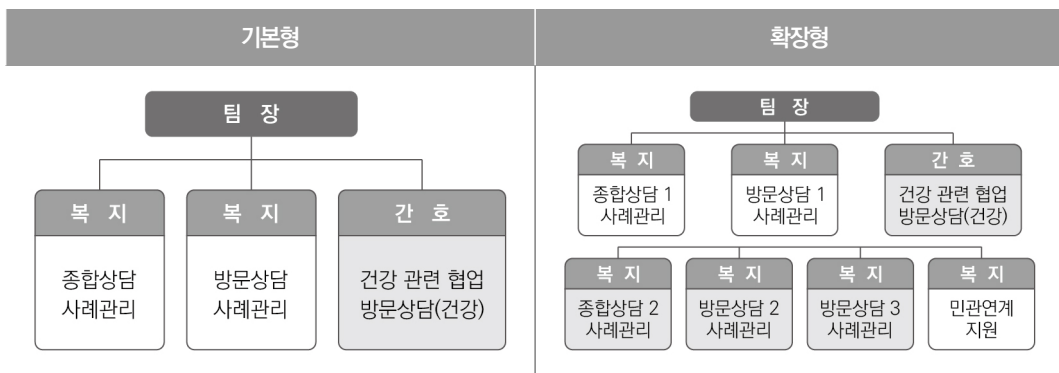 기본형
팀 장
복 지
종합상담
사례관리
복 지
방문상담
사례관리
간 호
건강 관련 협업
방문상담(건강)
확장형
팀 장
복 지
종합상담 1
사례관리
복 지
방문상담 1
사례관리
간 호
건강 관련 협업
방문상담(건강)
복 지
종합상담 2
사례관리
복 지
방문상담 2
사례관리
복 지
방문상담 3
사례관리
복 지
민관연계
지원